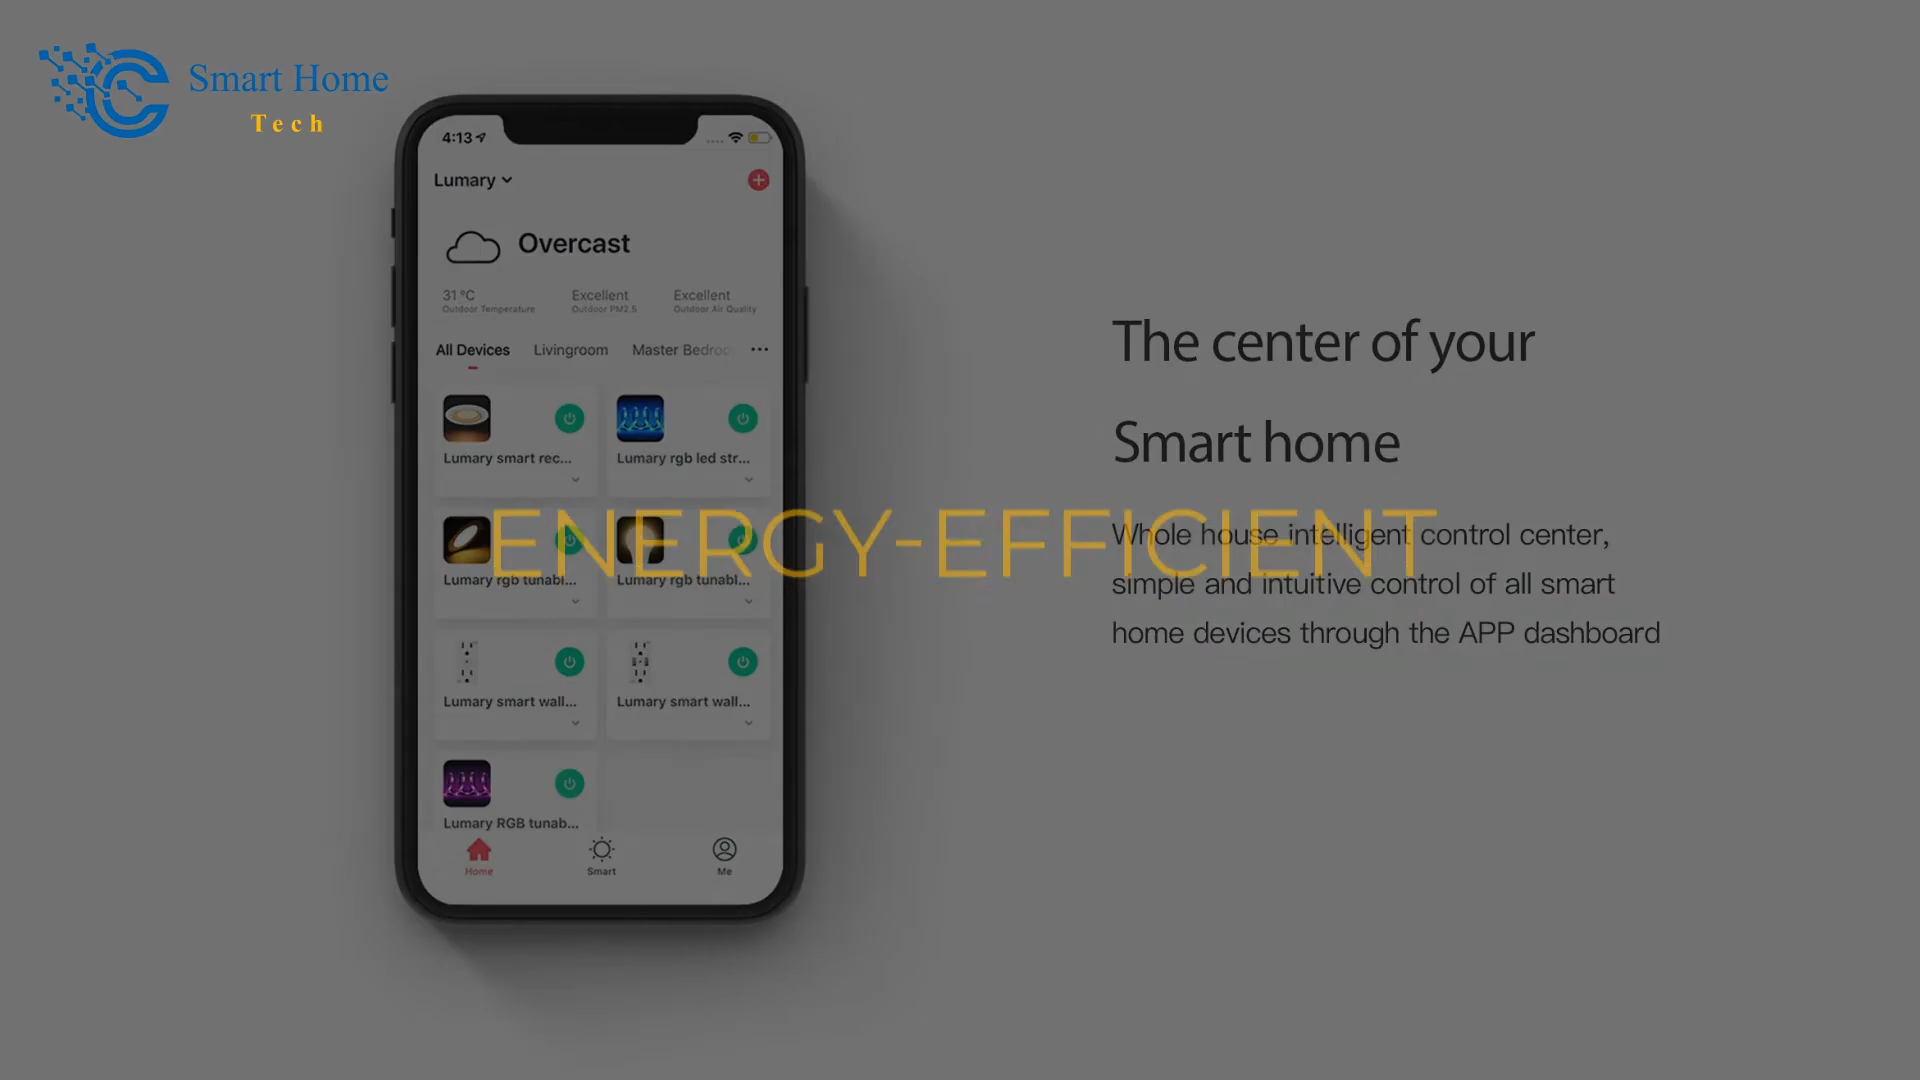 Smart Home
Tech
4:13
Lumary
Overcast
31 °C
Outdoor Temperature
Excellent
Outdoor PM2.5
Excellent
Outdoor Air Quality
All Devices
Livingroom
Master Bedroo
Lumary smart rec...
Lumary rgb led str...
Lumary rgb tunabl...
Lumary rgb tunabl...
Lumary smart wall...
Lumary smart wall...
Lumary RGB tunab...
Home
Smart
Me
The center of your
Smart home
ENERGY-EFFICIENT
Whole house intelligent control center,
simple and intuitive control of all smart
home devices through the APP dashboard